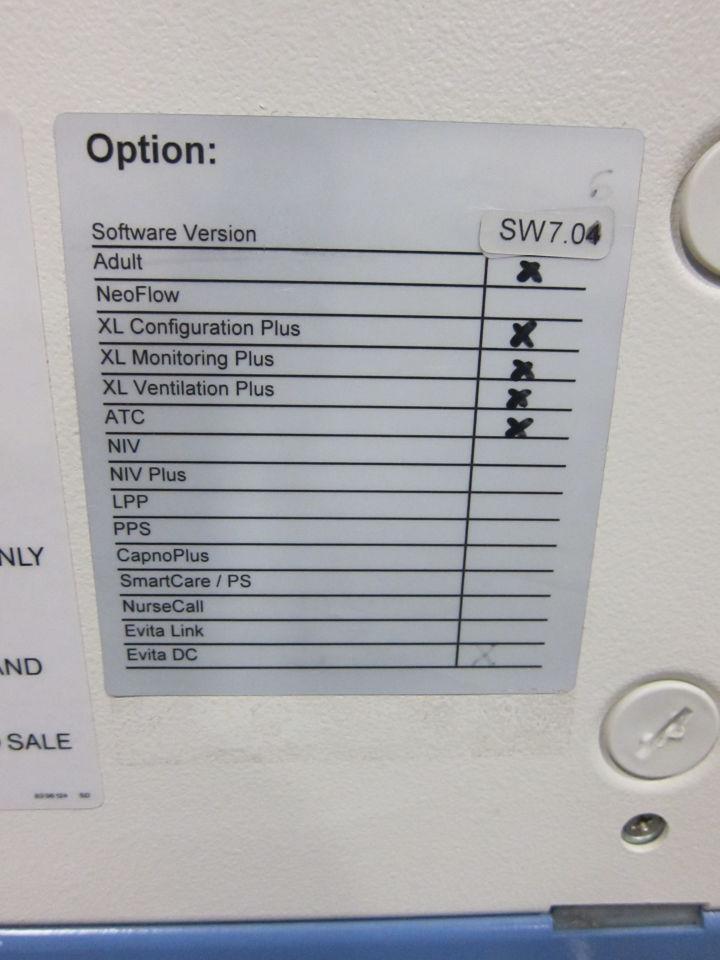 Option:
6
Software Version SW7.04
Adult x
NeoFlow
XL Configuration Plus x
XL Monitoring Plus x
XL Ventilation Plus x
ATC x
NIV
NIV Plus
LPP
PPS
CapnoPlus
SmartCare / PS
NurseCall
Evita Link
Evita DC x
NLY
AND
SALE